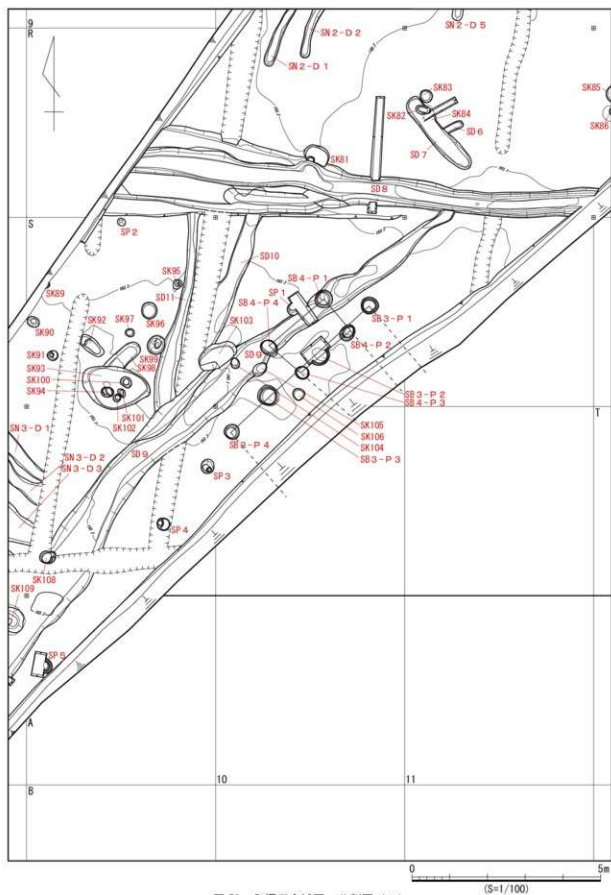 9
R
SN2-D2
SN2-D5
SN2-D1
SK83
SK85
SK82
SK84
SK86
SD6
SK81
SD7
SD8
S
SP2
SK95
SD10
SK89
SD11
SB4-P1
SP1
SB4-P4
SB3-P1
SK97
SK96
SK103
SK90
SK92
SB4-P2
SK91
SK99
SD9
SK93
SK98
SB3-P2
SK100
SB4-P3
SK94
SK101
SK105
SK102
SK106
T
SN3-D1
SK104
SB3-P3
SD9
SN3-D2
SN3-D3
SP3
SP4
SK108
SK109
SP5
A
10
11
B
0
5m
(S=1/100)